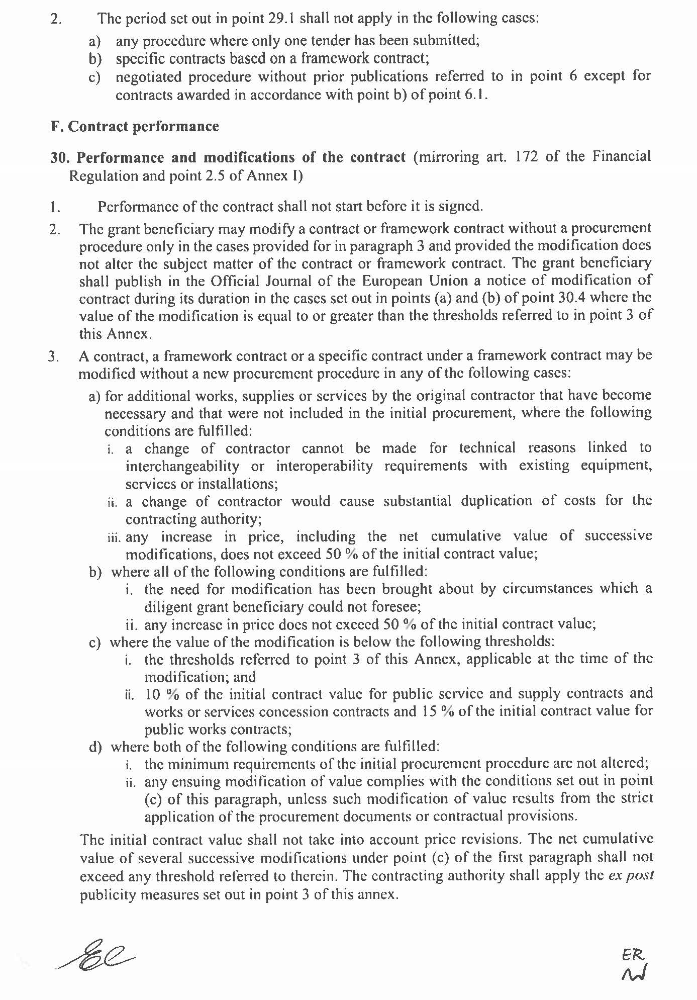 2. The period set out in point 29.1 shall not apply in the following cases:
a) any procedure where only one tender has been submitted;
b) specific contracts based on a framework contract;
c) negotiated procedure without prior publications referred to in point 6 except for
contracts awarded in accordance with point b) of point 6.1.
F. Contract performance
30. Performance and modifications of the contract (mirroring art. 172 of the Financial
Regulation and point 2.5 of Annex I)
1. Performance of the contract shall not start before it is signed.
2. The grant beneficiary may modify a contract or framework contract without a procurement
procedure only in the cases provided for in paragraph 3 and provided the modification does
not alter the subject matter of the contract or framework contract. The grant beneficiary
shall publish in the Official Journal of the European Union a notice of modification of
contract during its duration in the cases set out in points (a) and (b) of point 30.4 where the
value of the modification is equal to or greater than the thresholds referred to in point 3 of
this Annex.
3. A contract, a framework contract or a specific contract under a framework contract may be
modified without a new procurement procedure in any of the following cases:
a) for additional works, supplies or services by the original contractor that have become
necessary and that were not included in the initial procurement, where the following
conditions are fulfilled:
i. a change of contractor cannot be made for technical reasons linked to
interchangeability or interoperability requirements with existing equipment,
services or installations;
ii. a change of contractor would cause substantial duplication of costs for the
contracting authority;
iii. any increase in price, including the net cumulative value of successive
modifications, does not exceed 50 % of the initial contract value;
b) where all of the following conditions are fulfilled:
i. the need for modification has been brought about by circumstances which a
diligent grant beneficiary could not foresee;
ii. any increase in price does not exceed 50 % of the initial contract value;
c) where the value of the modification is below the following thresholds:
i. the thresholds referred to point 3 of this Annex, applicable at the time of the
modification; and
ii. 10 % of the initial contract value for public service and supply contracts and
works or services concession contracts and 15 % of the initial contract value for
public works contracts;
d) where both of the following conditions are fulfilled:
i. the minimum requirements of the initial procurement procedure are not altered;
ii. any ensuing modification of value complies with the conditions set out in point
(c) of this paragraph, unless such modification of value results from the strict
application of the procurement documents or contractual provisions.
The initial contract value shall not take into account price revisions. The net cumulative
value of several successive modifications under point (c) of the first paragraph shall not
exceed any threshold referred to therein. The contracting authority shall apply the ex post
publicity measures set out in point 3 of this annex.
ER